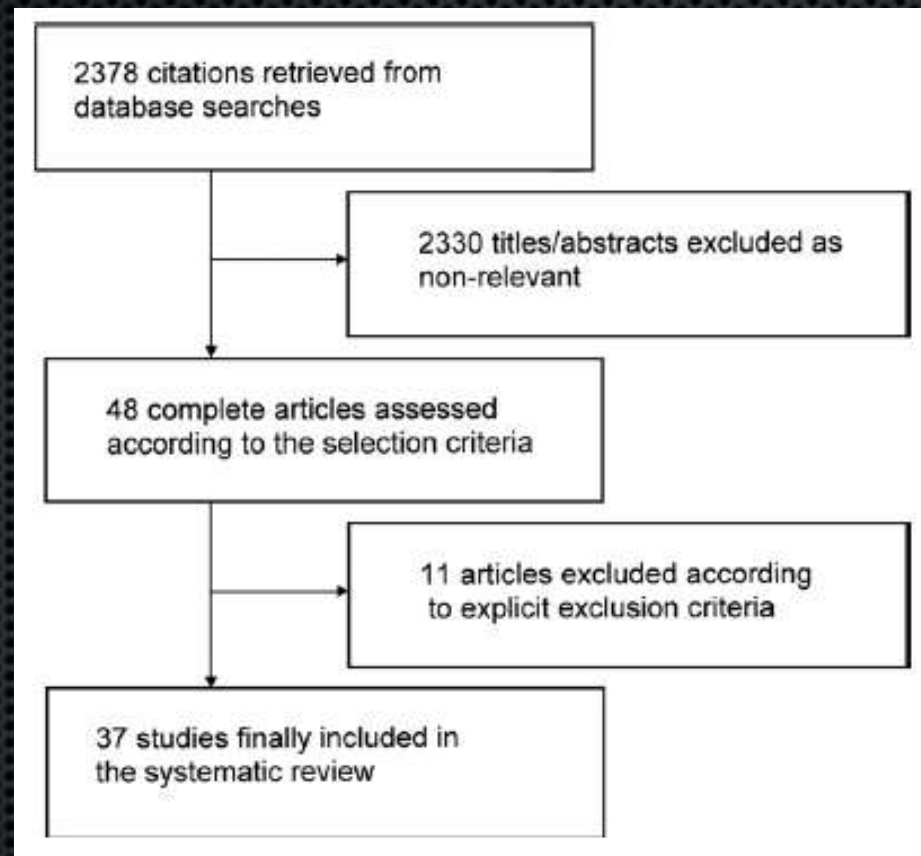 2378 citations retrieved from
database searches
2330 titles/abstracts excluded as
non-relevant
48 complete articles assessed
according to the selection criteria
11 articles excluded according
to explicit exclusion criteria
37 studies finally included in
the systematic review